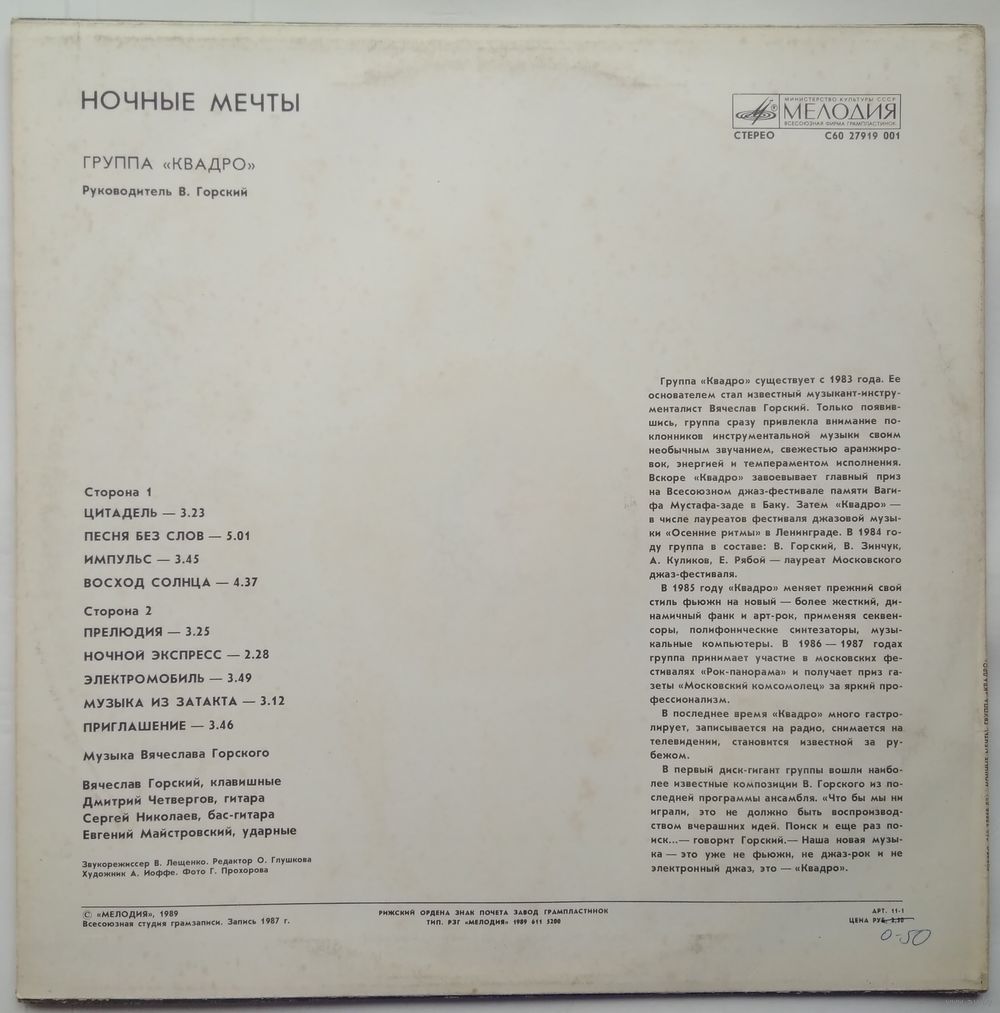 НОЧНЫЕ МЕЧТЫ
ГРУППА «КВАДРО»
Руководитель В. Горский
МИНИСТЕРСТВО КУЛЬТУРЫ СССР
МЕЛОДИЯ
ВСЕСОЮЗНАЯ ФИРМА ГРАМПЛАСТИНОК
СТЕРЕО С60 27919 001
Сторона 1
ЦИТАДЕЛЬ — 3.23
ПЕСНЯ БЕЗ СЛОВ — 5.01
ИМПУЛЬС — 3.45
ВОСХОД СОЛНЦА — 4.37
Сторона 2
ПРЕЛЮДИЯ — 3.25
НОЧНОЙ ЭКСПРЕСС — 2.28
ЭЛЕКТРОМОБИЛЬ — 3.49
МУЗЫКА ИЗ ЗАТАКТА — 3.12
ПРИГЛАШЕНИЕ — 3.46
Музыка Вячеслава Горского
Вячеслав Горский, клавишные
Дмитрий Четвергов, гитара
Сергей Николаев, бас-гитара
Евгений Майстровский, ударные
Звукорежиссер В. Лещенко. Редактор О. Глушкова
Художник А. Иоффе. Фото Г. Прохорова
Группа «Квадро» существует с 1983 года. Ее
основателем стал известный музыкант-инстру-
менталист Вячеслав Горский. Только появив-
шись, группа сразу привлекла внимание по-
клонников инструментальной музыки своим
необычным звучанием, свежестью аранжиро-
вок, энергией и темпераментом исполнения.
Вскоре «Квадро» завоевывает главный приз
на Всесоюзном джаз-фестивале памяти Ваги-
фа Мустафа-заде в Баку. Затем «Квадро» —
в числе лауреатов фестиваля джазовой музы-
ки «Осенние ритмы» в Ленинграде. В 1984 го-
ду группа в составе: В. Горский, В. Зинчук,
А. Куликов, Е. Рябой — лауреат Московского
джаз-фестиваля.
В 1985 году «Квадро» меняет прежний свой
стиль фьюжн на новый — более жесткий, ди-
намичный фанк и арт-рок, применяя секвен-
соры, полифонические синтезаторы, музы-
кальные компьютеры. В 1986 — 1987 годах
группа принимает участие в московских фе-
стивалях «Рок-панорама» и получает приз га-
зеты «Московский комсомолец» за яркий про-
фессионализм.
В последнее время «Квадро» много гастро-
лирует, записывается на радио, снимается на
телевидении, становится известной за ру-
бежом.
В первый диск-гигант группы вошли наибо-
лее известные композиции В. Горского из по-
следней программы ансамбля. «Что бы мы ни
играли, это не должно быть воспроизвод-
ством вчерашних идей. Поиск и еще раз по-
иск...— говорит Горский.— Наша новая музы-
ка — это уже не фьюжн, не джаз-рок и не
электронный джаз, это — «Квадро».
© «МЕЛОДИЯ», 1989
Всесоюзная студия грамзаписи. Запись 1987 г.
РИЖСКИЙ ОРДЕНА ЗНАК ПОЧЕТА ЗАВОД ГРАМПЛАСТИНОК
ТИП. РЗГ «МЕЛОДИЯ» 1989 611 5200
АРТ. 11-1
ЦЕНА РУБ.
0-50